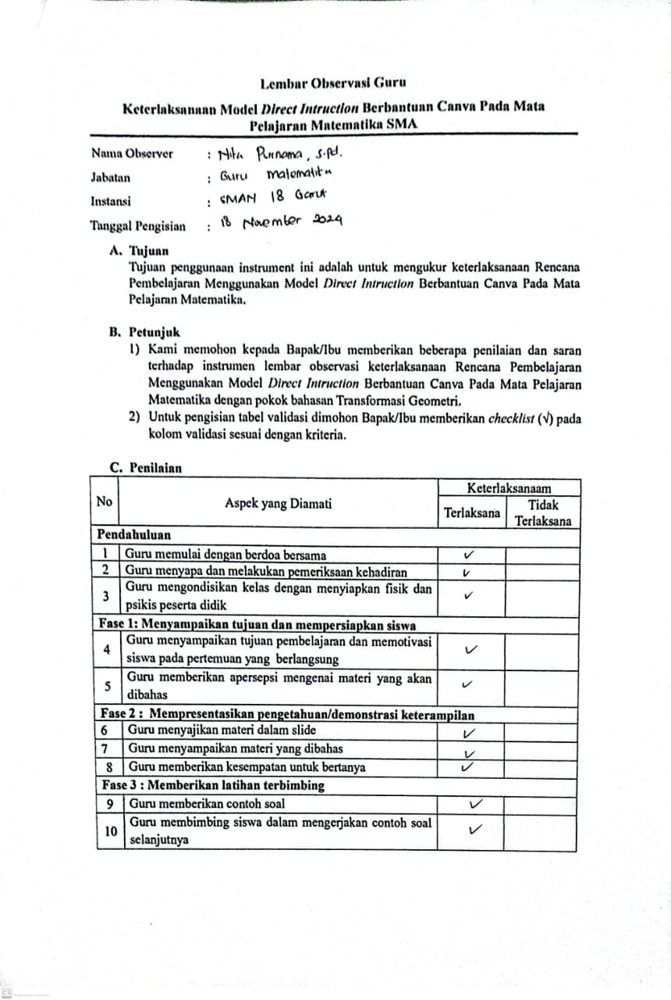 Lembar Observasi Guru
Keterlaksanaan Model Direct Intruction Berbantuan Canva Pada Mata
Pelajaran Matematika SMA
Nama Observer : Nita Purnama, S.Pd.
Jabatan : Guru Matematika
Instansi : SMAN 18 Garut
Tanggal Pengisian : 18 November 2024
A. Tujuan
Tujuan penggunaan instrument ini adalah untuk mengukur keterlaksanaan Rencana
Pembelajaran Menggunakan Model Direct Intruction Berbantuan Canva Pada Mata
Pelajaran Matematika.
B. Petunjuk
1) Kami memohon kepada Bapak/Ibu memberikan beberapa penilaian dan saran
terhadap instrumen lembar observasi keterlaksanaan Rencana Pembelajaran
Menggunakan Model Direct Intruction Berbantuan Canva Pada Mata Pelajaran
Matematika dengan pokok bahasan Transformasi Geometri.
2) Untuk pengisian tabel validasi dimohon Bapak/Ibu memberikan checklist (√) pada
kolom validasi sesuai dengan kriteria.
C. Penilaian
No Aspek yang Diamati Keterlaksanaam
Terlaksana Tidak Terlaksana
Pendahuluan
1 Guru memulai dengan berdoa bersama ✓
2 Guru menyapa dan melakukan pemeriksaan kehadiran ✓
3 Guru mengondisikan kelas dengan menyiapkan fisik dan ✓
psikis peserta didik
Fase 1: Menyampaikan tujuan dan mempersiapkan siswa
4 Guru menyampaikan tujuan pembelajaran dan memotivasi ✓
siswa pada pertemuan yang berlangsung
5 Guru memberikan apersepsi mengenai materi yang akan ✓
dibahas
Fase 2 : Mempresentasikan pengetahuan/demonstrasi keterampilan
6 Guru menyajikan materi dalam slide ✓
7 Guru menyampaikan materi yang dibahas ✓
8 Guru memberikan kesempatan untuk bertanya ✓
Fase 3 : Memberikan latihan terbimbing
9 Guru memberikan contoh soal ✓
10 Guru membimbing siswa dalam mengerjakan contoh soal ✓
selanjutnya
CS